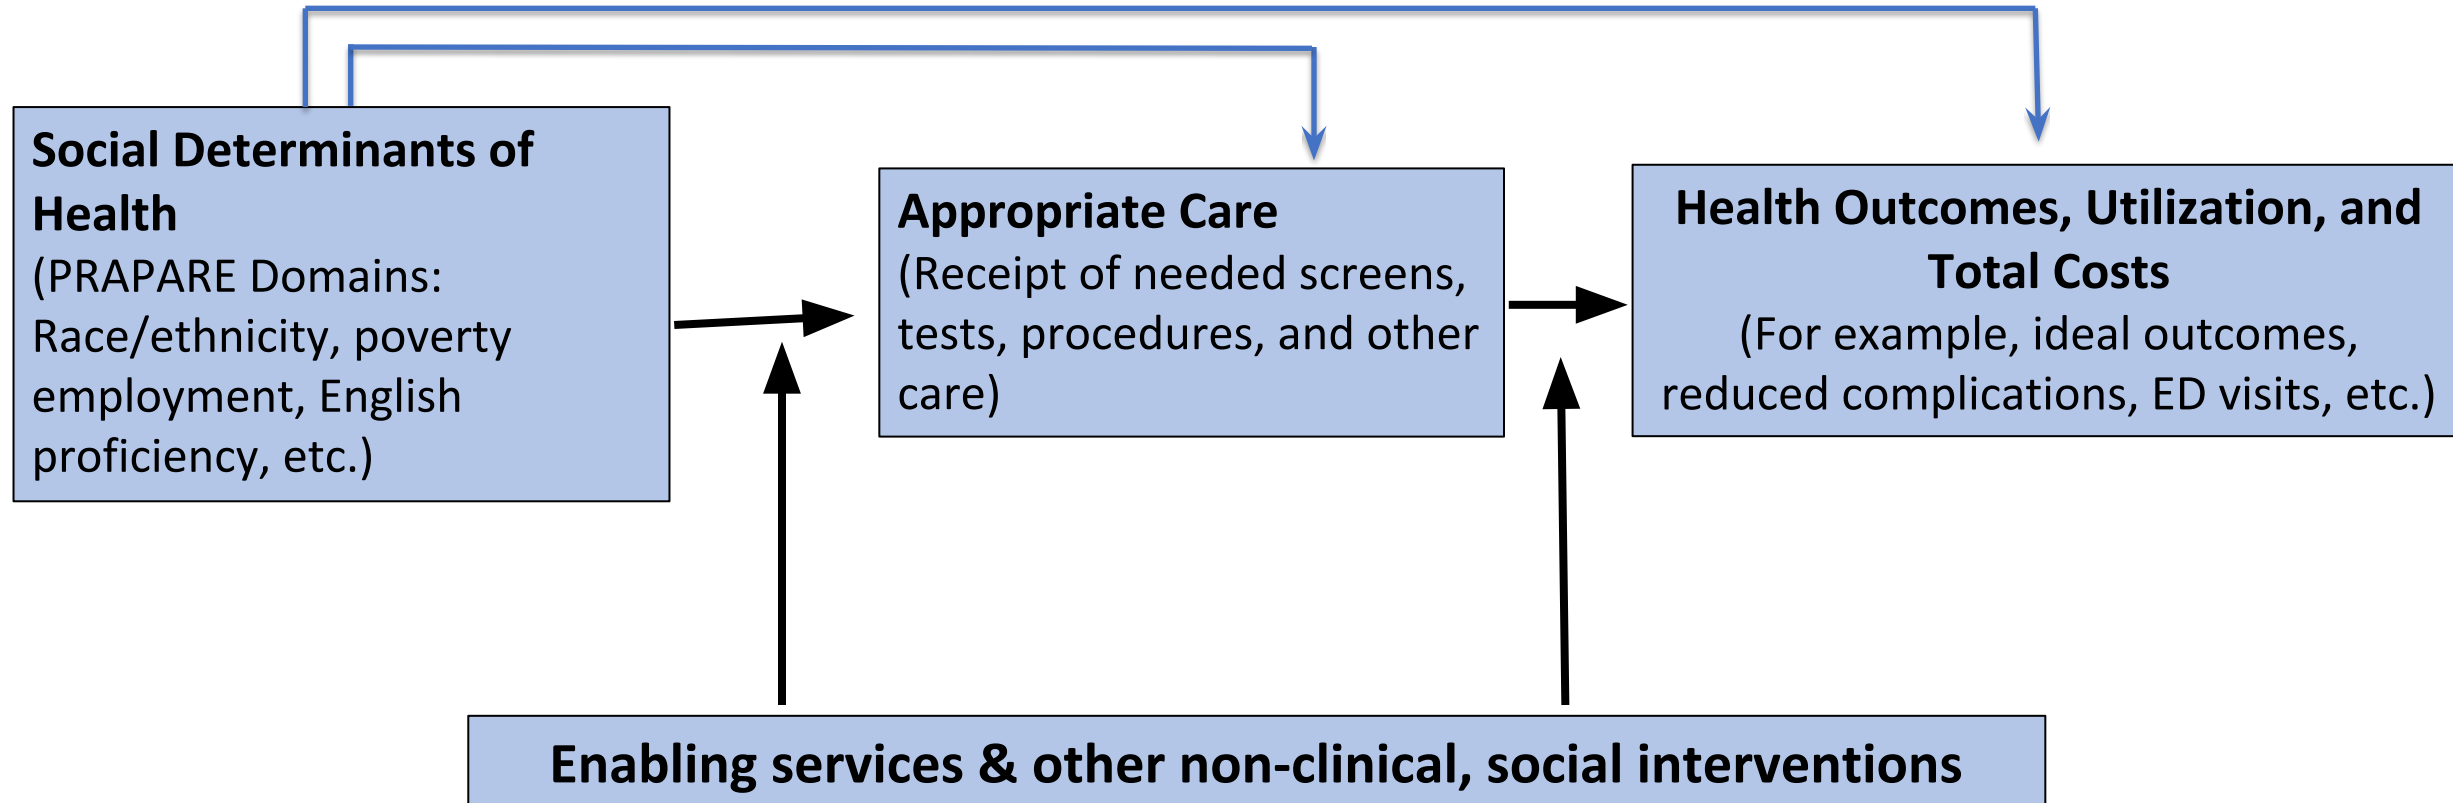 Social Determinants of
Health
(PRAPARE Domains:
Race/ethnicity, poverty
employment, English
proficiency, etc.)
Appropriate Care
(Receipt of needed screens,
tests, procedures, and other
care)
Health Outcomes, Utilization, and
Total Costs
(For example, ideal outcomes,
reduced complications, ED visits, etc.)
Enabling services & other non-clinical, social interventions